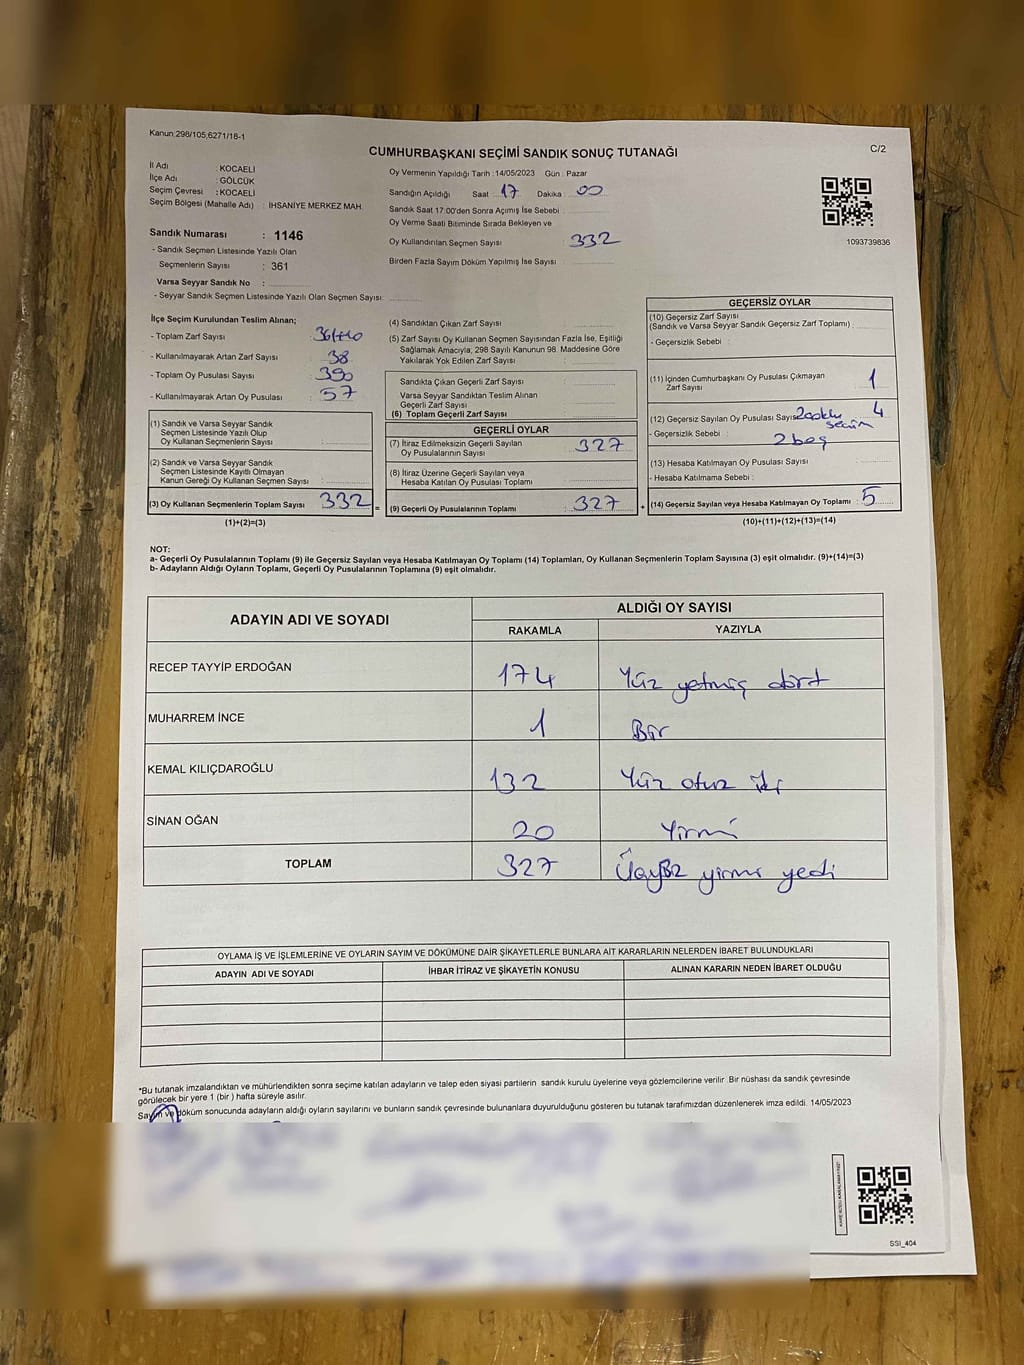 Kanun:298/105;6271/18-1
C/2
CUMHURBAŞKANI SEÇİMİ SANDIK SONUÇ TUTANAĞI
İl Adı : KOCAELİ
İlçe Adı : GÖLCÜK
Seçim Çevresi : KOCAELİ
Seçim Bölgesi (Mahalle Adı) : IHSANİYE MERKEZ MAH.
Sandık Numarası : 1146
- Sandık Seçmen Listesinde Yazılı Olan
Seçmenlerin Sayısı : 361
Varsa Seyyar Sandık No :
- Seyyar Sandık Seçmen Listesinde Yazılı Olan Seçmen Sayısı:
Oy Vermenin Yapıldığı Tarih :14/05/2023 Gün : Pazar
Sandığın Açıldığı Saat : 17 Dakika : 00
Sandık Saat 17:00'den Sonra Açımış İse Sebebi :
Oy Verme Saati Bitiminde Sırada Bekleyen ve
Oy Kullandırılan Seçmen Sayısı : 332
Birden Fazla Sayım Döküm Yapılmış İse Sayısı :
1093739836
İlçe Seçim Kurulundan Teslim Alınan;
- Toplam Zarf Sayısı :
- Kullanılmayarak Artan Zarf Sayısı : 38
- Toplam Oy Pusulası Sayısı : 390
- Kullanılmayarak Artan Oy Pusulası : 57
(1) Sandık ve Varsa Seyyar Sandık
Seçmen Listesinde Yazılı Olup
Oy Kullanan Seçmenlerin Sayısı :
(2) Sandık ve Varsa Seyyar Sandık
Seçmen Listesinde Kayıtlı Olmayan
Kanun Gereği Oy Kullanan Seçmen Sayısı :
(3) Oy Kullanan Seçmenlerin Toplam Sayısı : 332 =
(1)+(2)=(3)
(4) Sandıktan Çıkan Zarf Sayısı :
(5) Zarf Sayısı Oy Kullanan Seçmen Sayısından Fazla İse, Eşitliği
Sağlamak Amacıyla, 298 Sayılı Kanunun 98. Maddesine Göre
Yakılarak Yok Edilen Zarf Sayısı :
Sandıkta Çıkan Geçerli Zarf Sayısı :
Varsa Seyyar Sandıktan Teslim Alınan
Geçerli Zarf Sayısı :
(6) Toplam Geçerli Zarf Sayısı :
GEÇERLİ OYLAR
(7) İtiraz Edilmeksizin Geçerli Sayılan
Oy Pusulalarının Sayısı : 327
(8) İtiraz Üzerine Geçerli Sayılan veya
Hesaba Katılan Oy Pusulası Toplamı :
(9) Geçerli Oy Pusulalarının Toplamı : 327 +
GEÇERSİZ OYLAR
(10) Geçersiz Zarf Sayısı
(Sandık ve Varsa Seyyar Sandık Geçersiz Zarf Toplamı) :
- Geçersizlik Sebebi :
(11) İçinden Cumhurbaşkanı Oy Pusulası Çıkmayan
Zarf Sayısı : 1
(12) Geçersiz Sayılan Oy Pusulası Sayısı 4
seçim
- Geçersizlik Sebebi : 2 boş
(13) Hesaba Katılmayan Oy Pusulası Sayısı :
- Hesaba Katılmama Sebebi :
(14) Geçersiz Sayılan veya Hesaba Katılmayan Oy Toplamı : 5
(10)+(11)+(12)+(13)=(14)
NOT:
a- Geçerli Oy Pusulalarının Toplamı (9) ile Geçersiz Sayılan veya Hesaba Katılmayan Oy Toplamı (14) Toplamları, Oy Kullanan Seçmenlerin Toplam Sayısına (3) eşit olmalıdır. (9)+(14)=(3)
b- Adayların Aldığı Oyların Toplamı, Geçerli Oy Pusulalarının Toplamına (9) eşit olmalıdır.
ADAYIN ADI VE SOYADI
ALDIĞI OY SAYISI
RAKAMLA YAZIYLA
RECEP TAYYİP ERDOĞAN 174 Yüz yetmiş dört
MUHARREM İNCE 1 Bir
KEMAL KILIÇDAROĞLU 132 Yüz otuz iki
SİNAN OĞAN 20 Yirmi
TOPLAM 327 Üçyüz yirmi yedi
OYLAMA İŞ VE İŞLEMLERİNE VE OYLARIN SAYIM VE DÖKÜMÜNE DAİR ŞİKAYETLERLE BUNLARA AİT KARARLARIN NELERDEN İBARET BULUNDUKLARI
ADAYIN ADI VE SOYADI İHBAR İTİRAZ VE ŞİKAYETİN KONUSU ALINAN KARARIN NEDEN İBARET OLDUĞU
*Bu tutanak imzalandıktan ve mühürlendikten sonra seçime katılan adayların ve talep eden siyasi partilerin sandık kurulu üyelerine veya gözlemcilerine verilir .Bir nüshası da sandık çevresinde
görülecek bir yere 1 (bir ) hafta süreyle asılır.
Sayım ve döküm sonucunda adayların aldığı oyların sayılarını ve bunların sandık çevresinde bulunanlara duyurulduğunu gösteren bu tutanak tarafımızdan düzenlenerek imza edildi. 14/05/2023
SSI_404